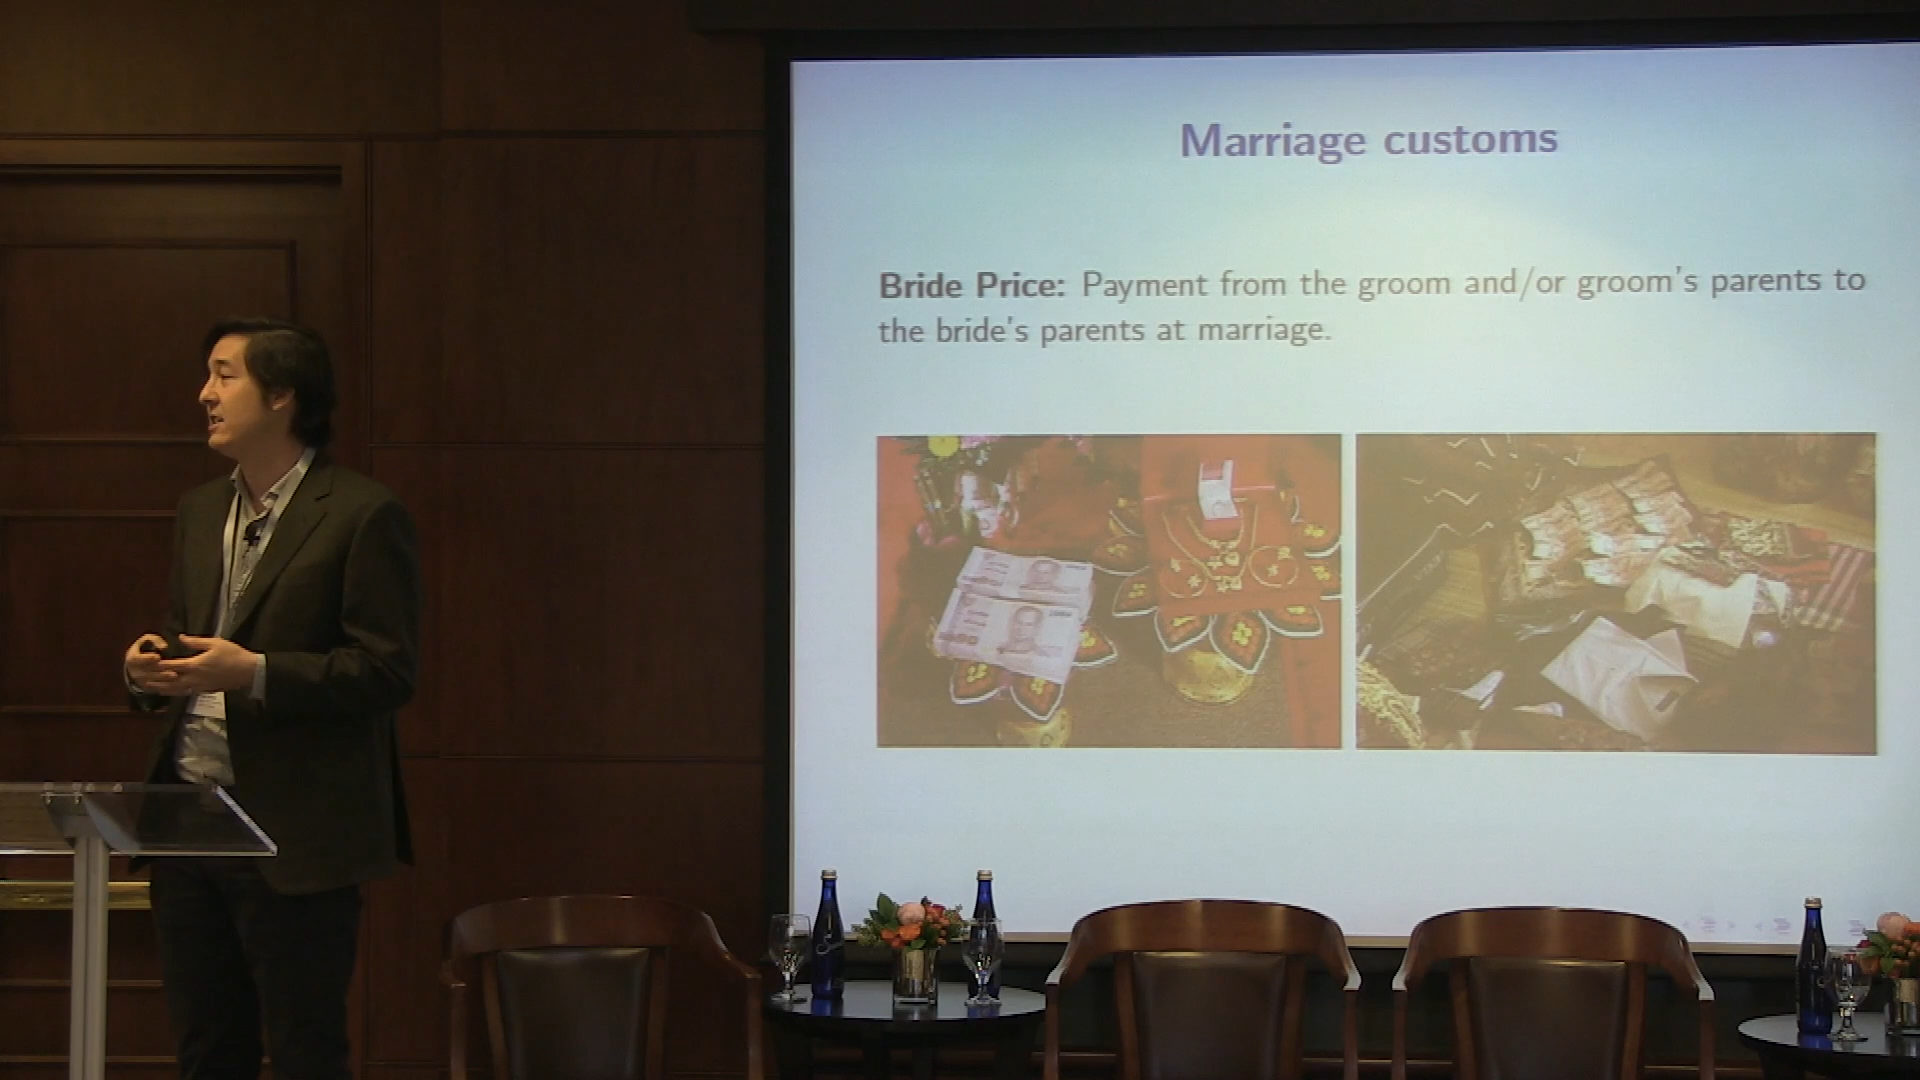 Marriage customs
Bride Price: Payment from the groom and/or groom's parents to
the bride's parents at marriage.